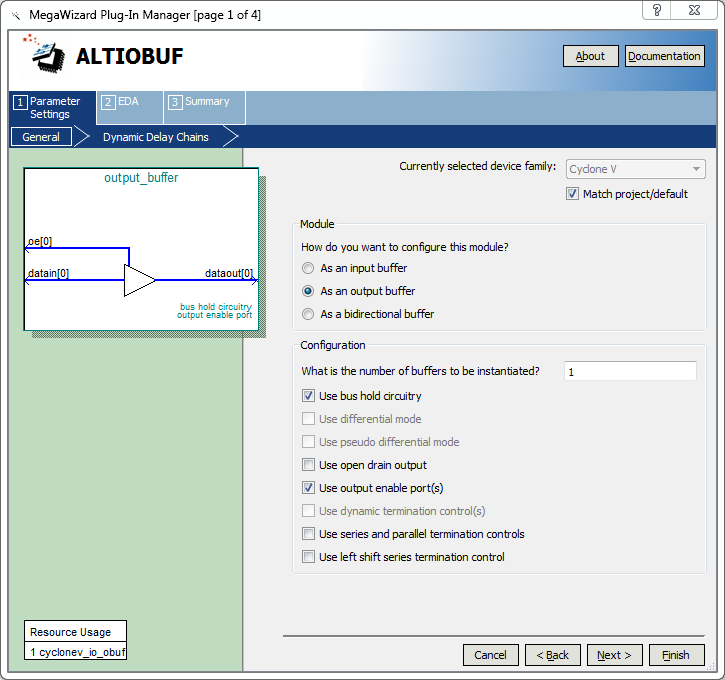 MegaWizard Plug-In Manager [page 1 of 4]
?
ALTIOBUF
About
Documentation
1 Parameter Settings
2 EDA
3 Summary
General
Dynamic Delay Chains
output_buffer
oe[0]
datain[0]
dataout[0]
bus hold circuitry
output enable port
Resource Usage
1 cyclonev_io_obuf
Currently selected device family:
Cyclone V
Match project/default
Module
How do you want to configure this module?
As an input buffer
As an output buffer
As a bidirectional buffer
Configuration
What is the number of buffers to be instantiated?
1
Use bus hold circuitry
Use differential mode
Use pseudo differential mode
Use open drain output
Use output enable port(s)
Use dynamic termination control(s)
Use series and parallel termination controls
Use left shift series termination control
Cancel
< Back
Next >
Finish